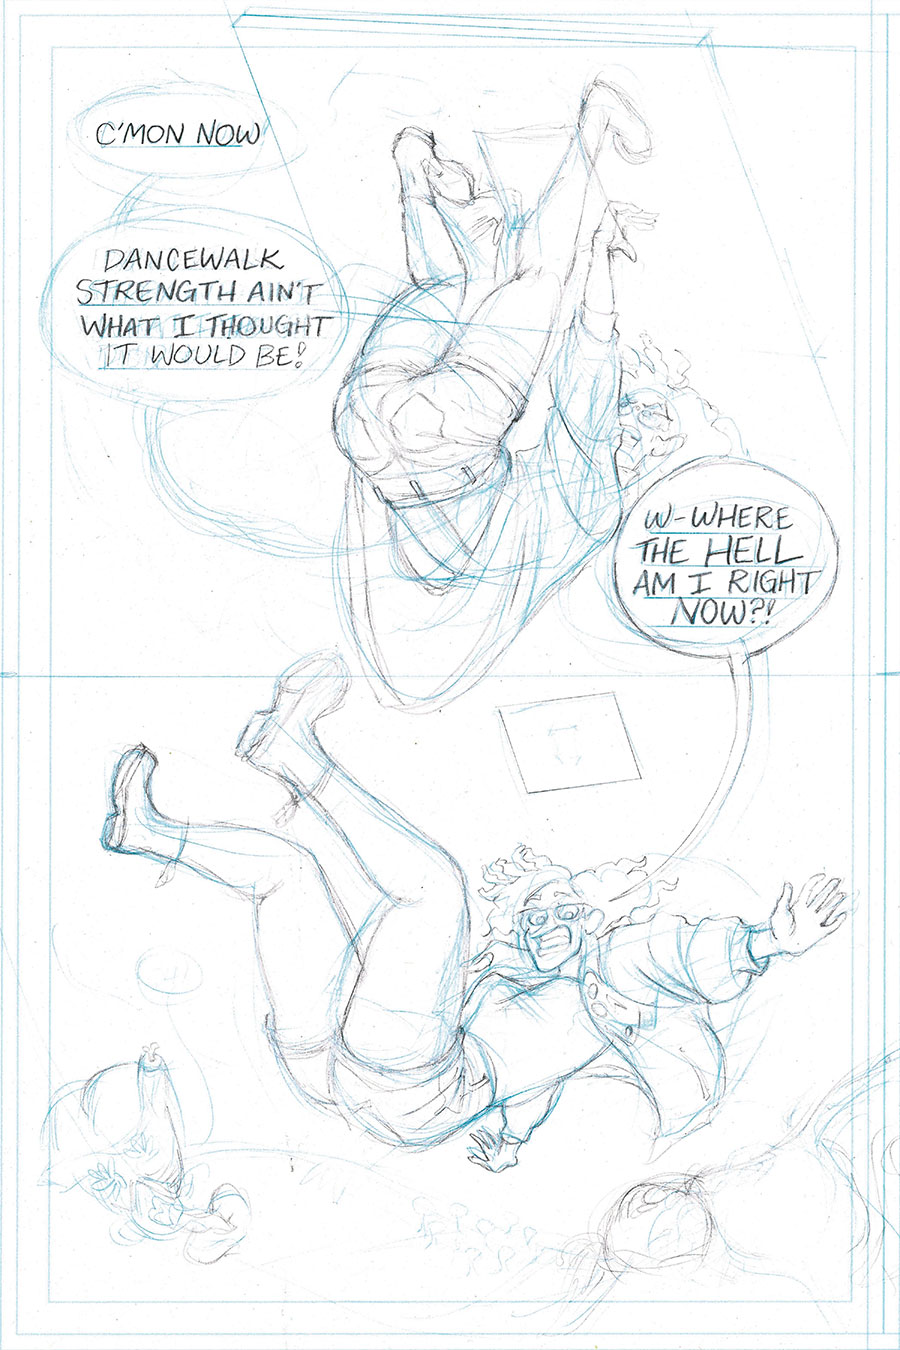 C'MON NOW
DANCEWALK
STRENGTH AIN'T
WHAT I THOUGHT
IT WOULD BE!
W-WHERE
THE HELL
AM I RIGHT
NOW?!